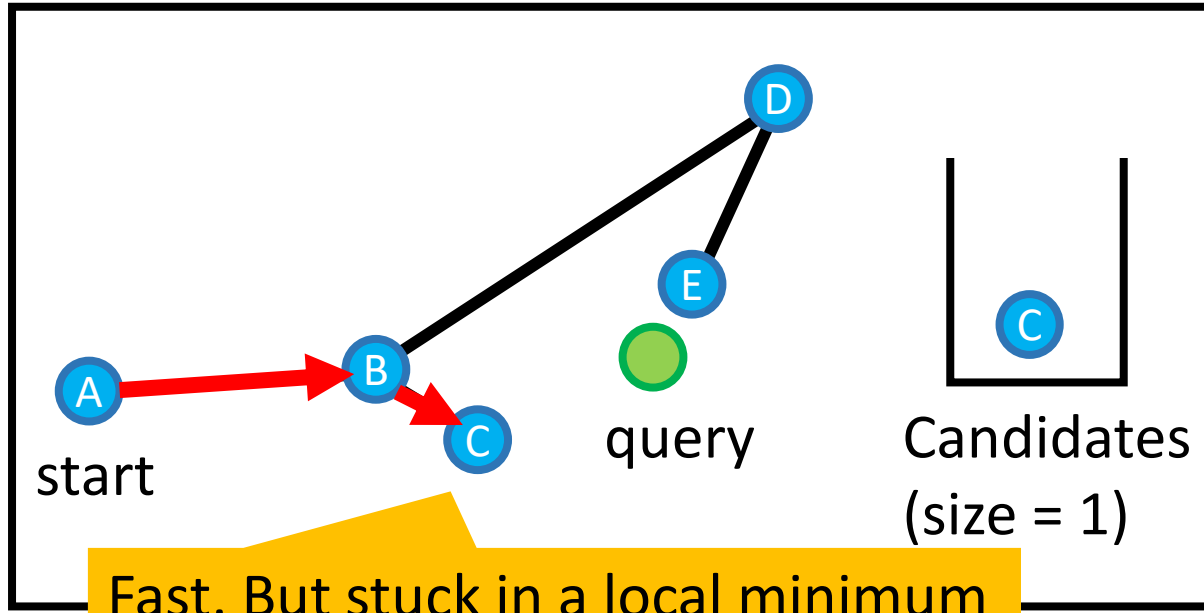 D
E
C
B
A
C
query
Candidates
start
(size = 1)
Fast. But stuck in a local minimum